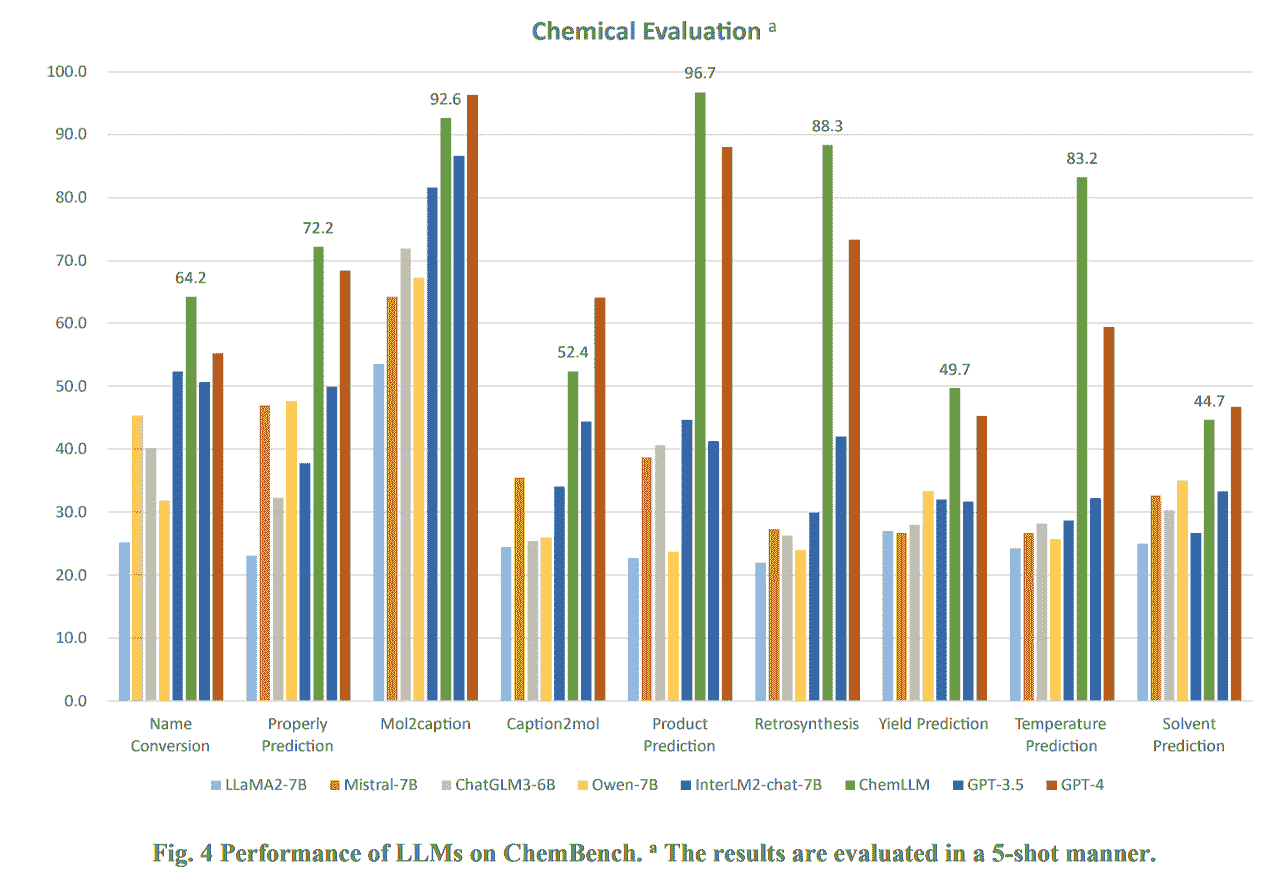 Chemical Evaluation ᵃ
100.0
90.0
80.0
70.0
60.0
50.0
40.0
30.0
20.0
10.0
0.0
64.2
72.2
92.6
52.4
96.7
88.3
49.7
83.2
44.7
Name
Conversion
Properly
Prediction
Mol2caption
Caption2mol
Product
Prediction
Retrosynthesis
Yield Prediction
Temperature
Prediction
Solvent
Prediction
LLaMA2-7B Mistral-7B ChatGLM3-6B Owen-7B InterLM2-chat-7B ChemLLM GPT-3.5 GPT-4
Fig. 4 Performance of LLMs on ChemBench. ᵃ The results are evaluated in a 5-shot manner.